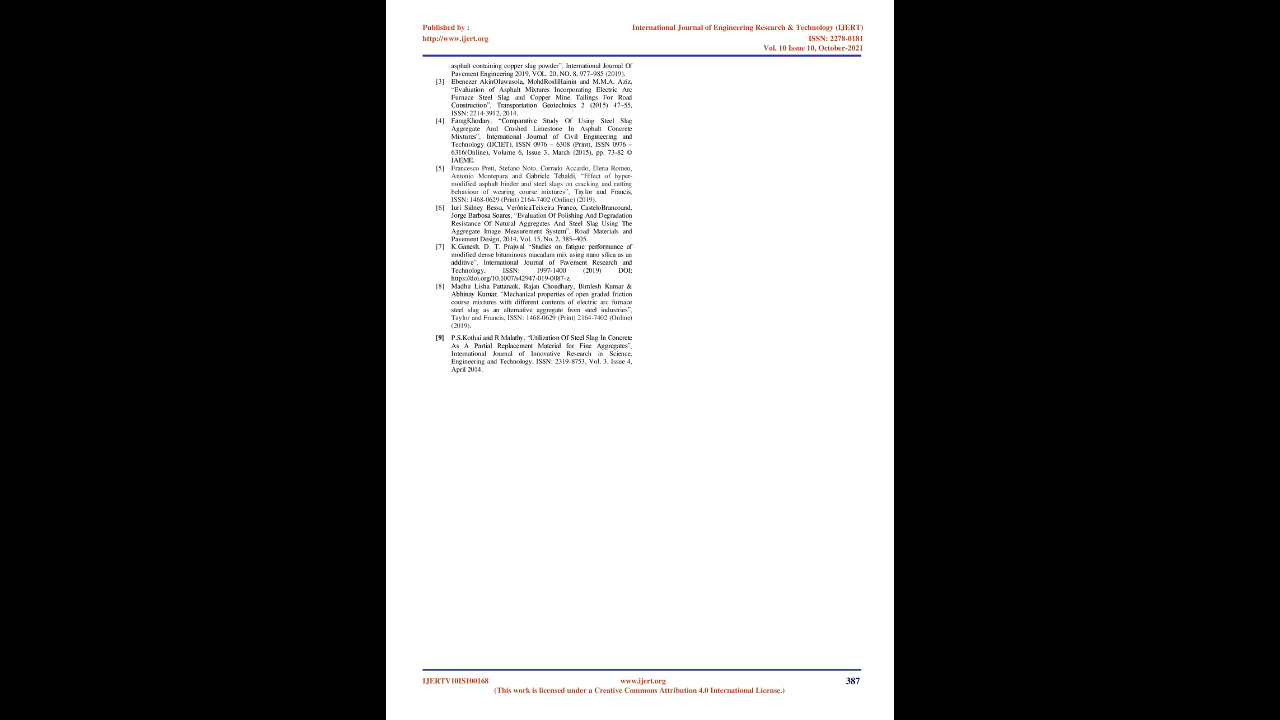 Published by :
http://www.ijert.org
International Journal of Engineering Research & Technology (IJERT)
ISSN: 2278-0181
Vol. 10 Issue 10, October-2021
asphalt containing copper slag powder", International Journal Of
Pavement Engineering 2019, VOL. 20, NO. 8, 977–985 (2019).
[3] Ebenezer AkinOluwasola, MohdRosliHainin and M.M.A. Aziz,
"Evaluation of Asphalt Mixtures Incorporating Electric Arc
Furnace Steel Slag and Copper Mine Tailings For Road
Construction", Transportation Geotechnics 2 (2015) 47–55,
ISSN: 2214-3912, 2014.
[4] FaragKhodary, "Comparative Study Of Using Steel Slag
Aggregate And Crushed Limestone In Asphalt Concrete
Mixtures", International Journal of Civil Engineering and
Technology (IJCIET), ISSN 0976 – 6308 (Print), ISSN 0976 –
6316(Online), Volume 6, Issue 3, March (2015), pp. 73-82 ©
IAEME.
[5] Francesco Preti, Stefano Noto, Corrado Accardo, Elena Romeo,
Antonio Montepara and Gabriele Tebaldi, "Effect of hyper-
modified asphalt binder and steel slags on cracking and rutting
behaviour of wearing course mixtures", Taylor and Francis,
ISSN: 1468-0629 (Print) 2164-7402 (Online) (2019).
[6] Iuri Sidney Bessa, VerônicaTeixeira Franco, CasteloBrancoand,
Jorge Barbosa Soares, "Evaluation Of Polishing And Degradation
Resistance Of Natural Aggregates And Steel Slag Using The
Aggregate Image Measurement System", Road Materials and
Pavement Design, 2014, Vol. 15, No. 2, 385–405.
[7] K.Ganesh, D. T. Prajwal "Studies on fatigue performance of
modified dense bituminous macadam mix using nano silica as an
additive", International Journal of Pavement Research and
Technology, ISSN: 1997-1400 (2019) DOI:
https://doi.org/10.1007/s42947-019-0087-z.
[8] Madha Lisha Pattanaik, Rajan Choudhary, Bimlesh Kumar &
Abhinay Kumar, "Mechanical properties of open graded friction
course mixtures with different contents of electric arc furnace
steel slag as an alternative aggregate from steel industries",
Taylor and Francis, ISSN: 1468-0629 (Print) 2164-7402 (Online)
(2019).
[9] P.S.Kothai and R.Malathy, "Utilization Of Steel Slag In Concrete
As A Partial Replacement Material for Fine Aggregates",
International Journal of Innovative Research in Science,
Engineering and Technology, ISSN: 2319-8753, Vol. 3, Issue 4,
April 2014.
IJERTV10IS100168
www.ijert.org
387
(This work is licensed under a Creative Commons Attribution 4.0 International License.)